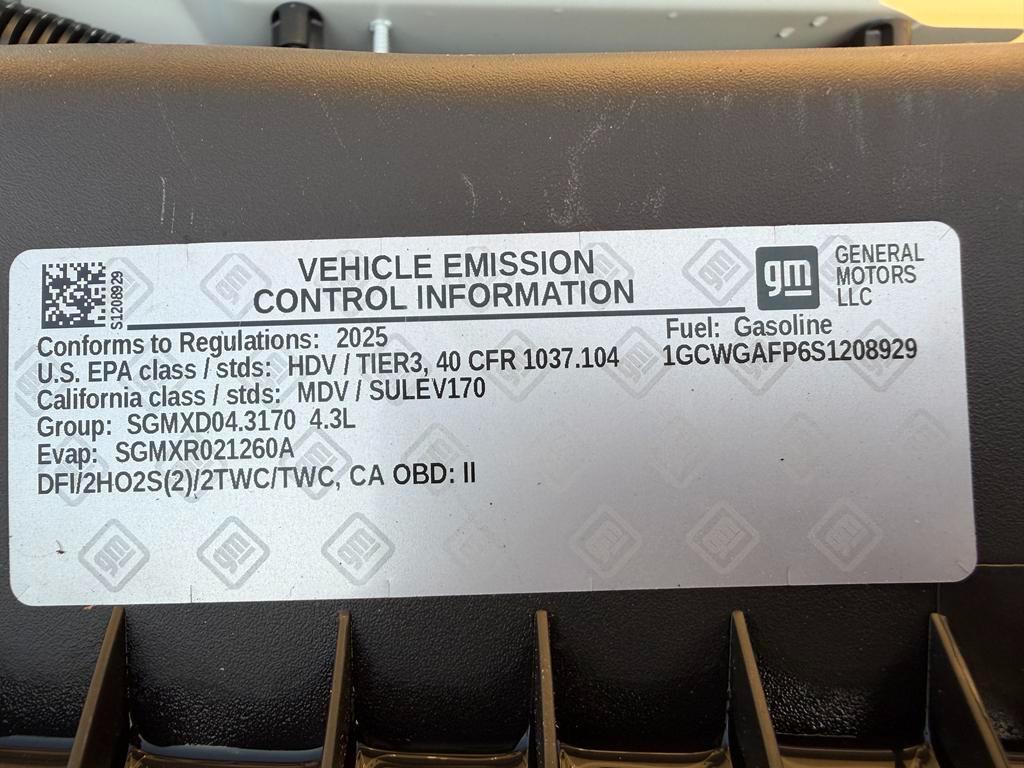 S1208929
VEHICLE EMISSION
CONTROL INFORMATION
gm
GENERAL
MOTORS
LLC
Conforms to Regulations: 2025
U.S. EPA class / stds: HDV / TIER3, 40 CFR 1037.104
California class / stds: MDV / SULEV170
Group: SGMXD04.3170 4.3L
Evap: SGMXR021260A
DFI/2HO2S(2)/2TWC/TWC, CA OBD: II
Fuel: Gasoline
1GCWGAFP6S1208929